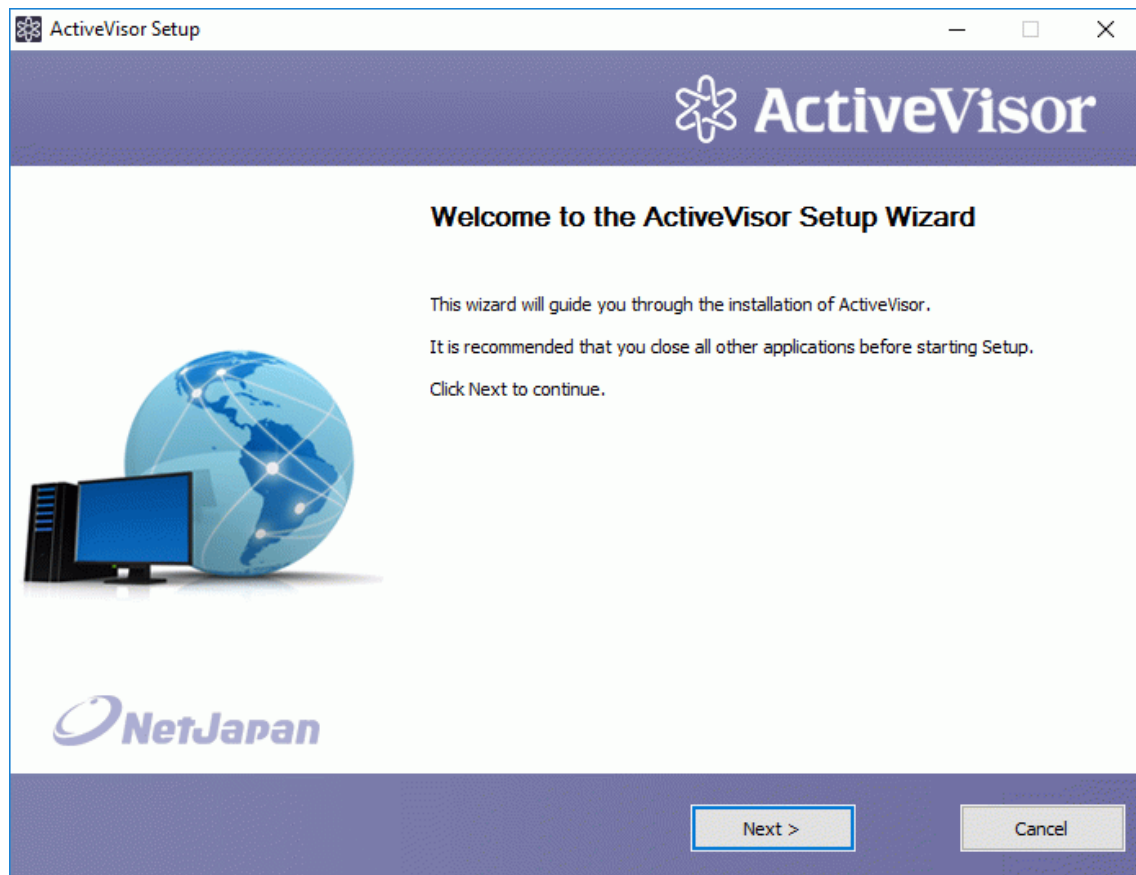 ActiveVisor Setup
ActiveVisor
Welcome to the ActiveVisor Setup Wizard
This wizard will guide you through the installation of ActiveVisor.
It is recommended that you close all other applications before starting Setup.
Click Next to continue.
NetJapan
Next >
Cancel